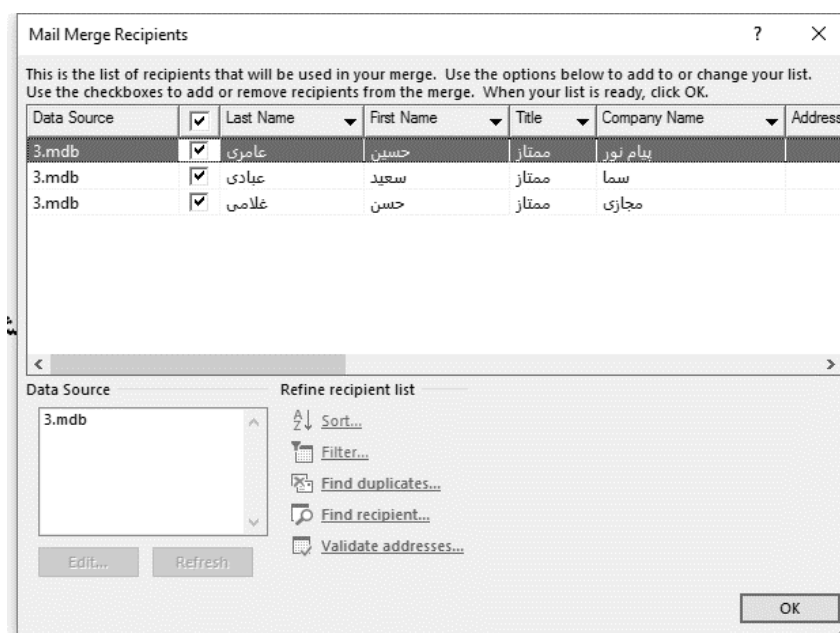 Mail Merge Recipients ? ×
This is the list of recipients that will be used in your merge. Use the options below to add to or change your list.
Use the checkboxes to add or remove recipients from the merge. When your list is ready, click OK.
Data Source Last Name First Name Title Company Name Address
3.mdb عامری حسین ممتاز پیام نور
3.mdb عبادی سعید ممتاز سما
3.mdb غلامی حسن ممتاز مجازی
Data Source Refine recipient list
3.mdb
Sort...
Filter...
Find duplicates...
Find recipient...
Validate addresses...
Edit... Refresh
OK